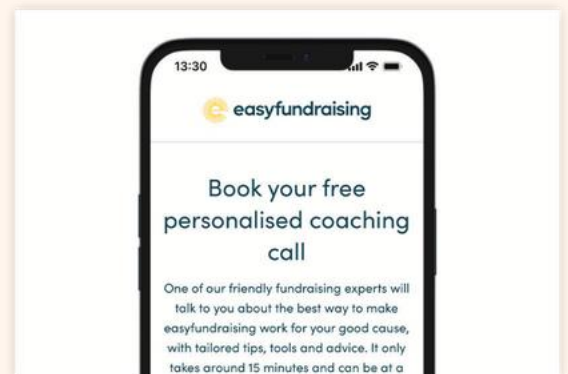 13:30
easyfundraising
Book your free
personalised coaching
call
One of our friendly fundraising experts will
talk to you about the best way to make
easyfundraising work for your good cause,
with tailored tips, tools and advice. It only
takes around 15 minutes and can be at a